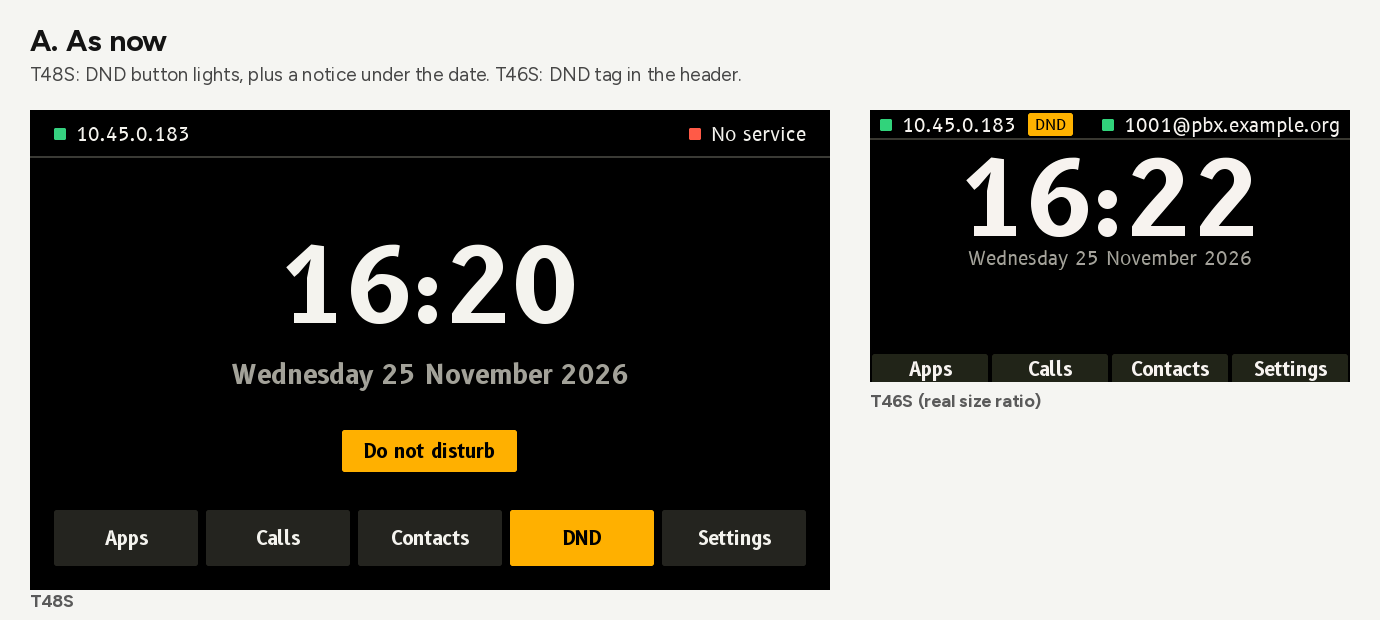 A. As now
T48S: DND button lights, plus a notice under the date. T46S: DND tag in the header.
10.45.0.183
No service
16:20
Wednesday 25 November 2026
Do not disturb
Apps
Calls
Contacts
DND
Settings
T48S
10.45.0.183
DND
1001@pbx.example.org
16:22
Wednesday 25 November 2026
Apps
Calls
Contacts
Settings
T46S (real size ratio)